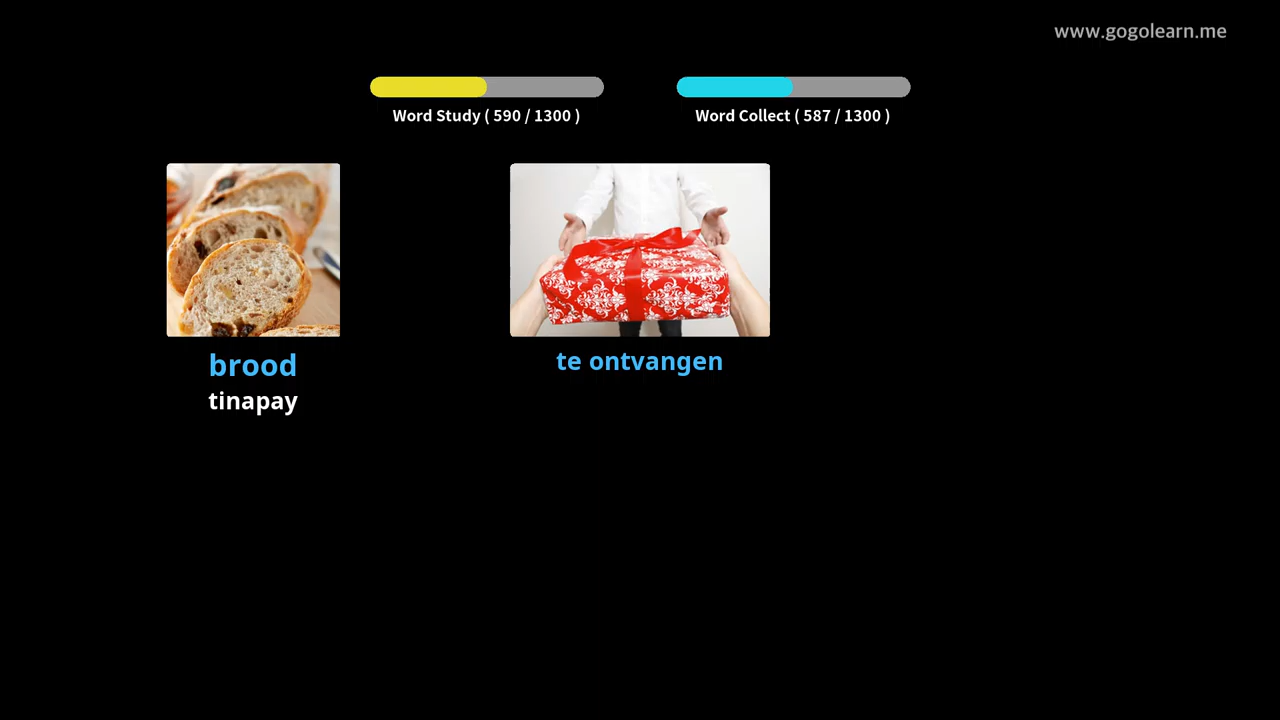 www.gogolearn.me
Word Study ( 590 / 1300 )
Word Collect ( 587 / 1300 )
brood
tinapay
te ontvangen